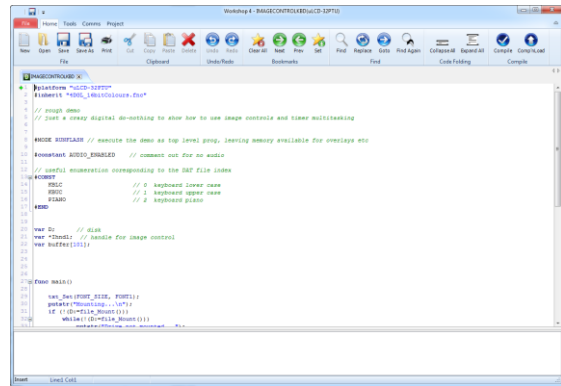 Workshop 4 - IMAGECONTROLKBD(uLCD-32PTU)
File Home Tools Comms Project
New Open Save Save As Print Cut Copy Paste Delete Undo Redo Clear All Next Prev Set Find Replace Goto Find Again Collapse All Expand All Compile Comp'nLoad
File Clipboard Undo/Redo Bookmarks Find Code Folding Compile
IMAGECONTROLKBD
#platform "uLCD-32PTU"
#inherit "4DGL_16bitColours.fnc"
// rough demo
// just a crazy digital do-nothing to show how to use image controls and timer multitasking
#MODE RUNFLASH // execute the demo as top level prog, leaving memory available for overlays etc
#constant AUDIO_ENABLED // comment out for no audio
// useful enumeration coresponding to the DAT file index
#CONST
KBLC // 0 keyboard lower case
KBUC // 1 keyboard upper case
PIANO // 2 keyboard piano
#END
var D; // disk
var *Ihndl; // handle for image control
var buffer[101];
func main()
txt_Set(FONT_SIZE, FONT1);
putstr("Mounting...\n");
if (!(D:=file_Mount()))
while(!(D:=file_Mount()))
Insert Line1 Col1